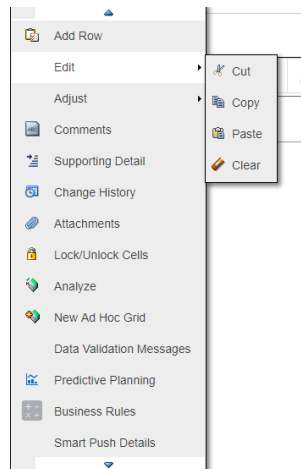 Add Row
Edit
Cut
Copy
Paste
Clear
Adjust
Comments
Supporting Detail
Change History
Attachments
Lock/Unlock Cells
Analyze
New Ad Hoc Grid
Data Validation Messages
Predictive Planning
Business Rules
Smart Push Details